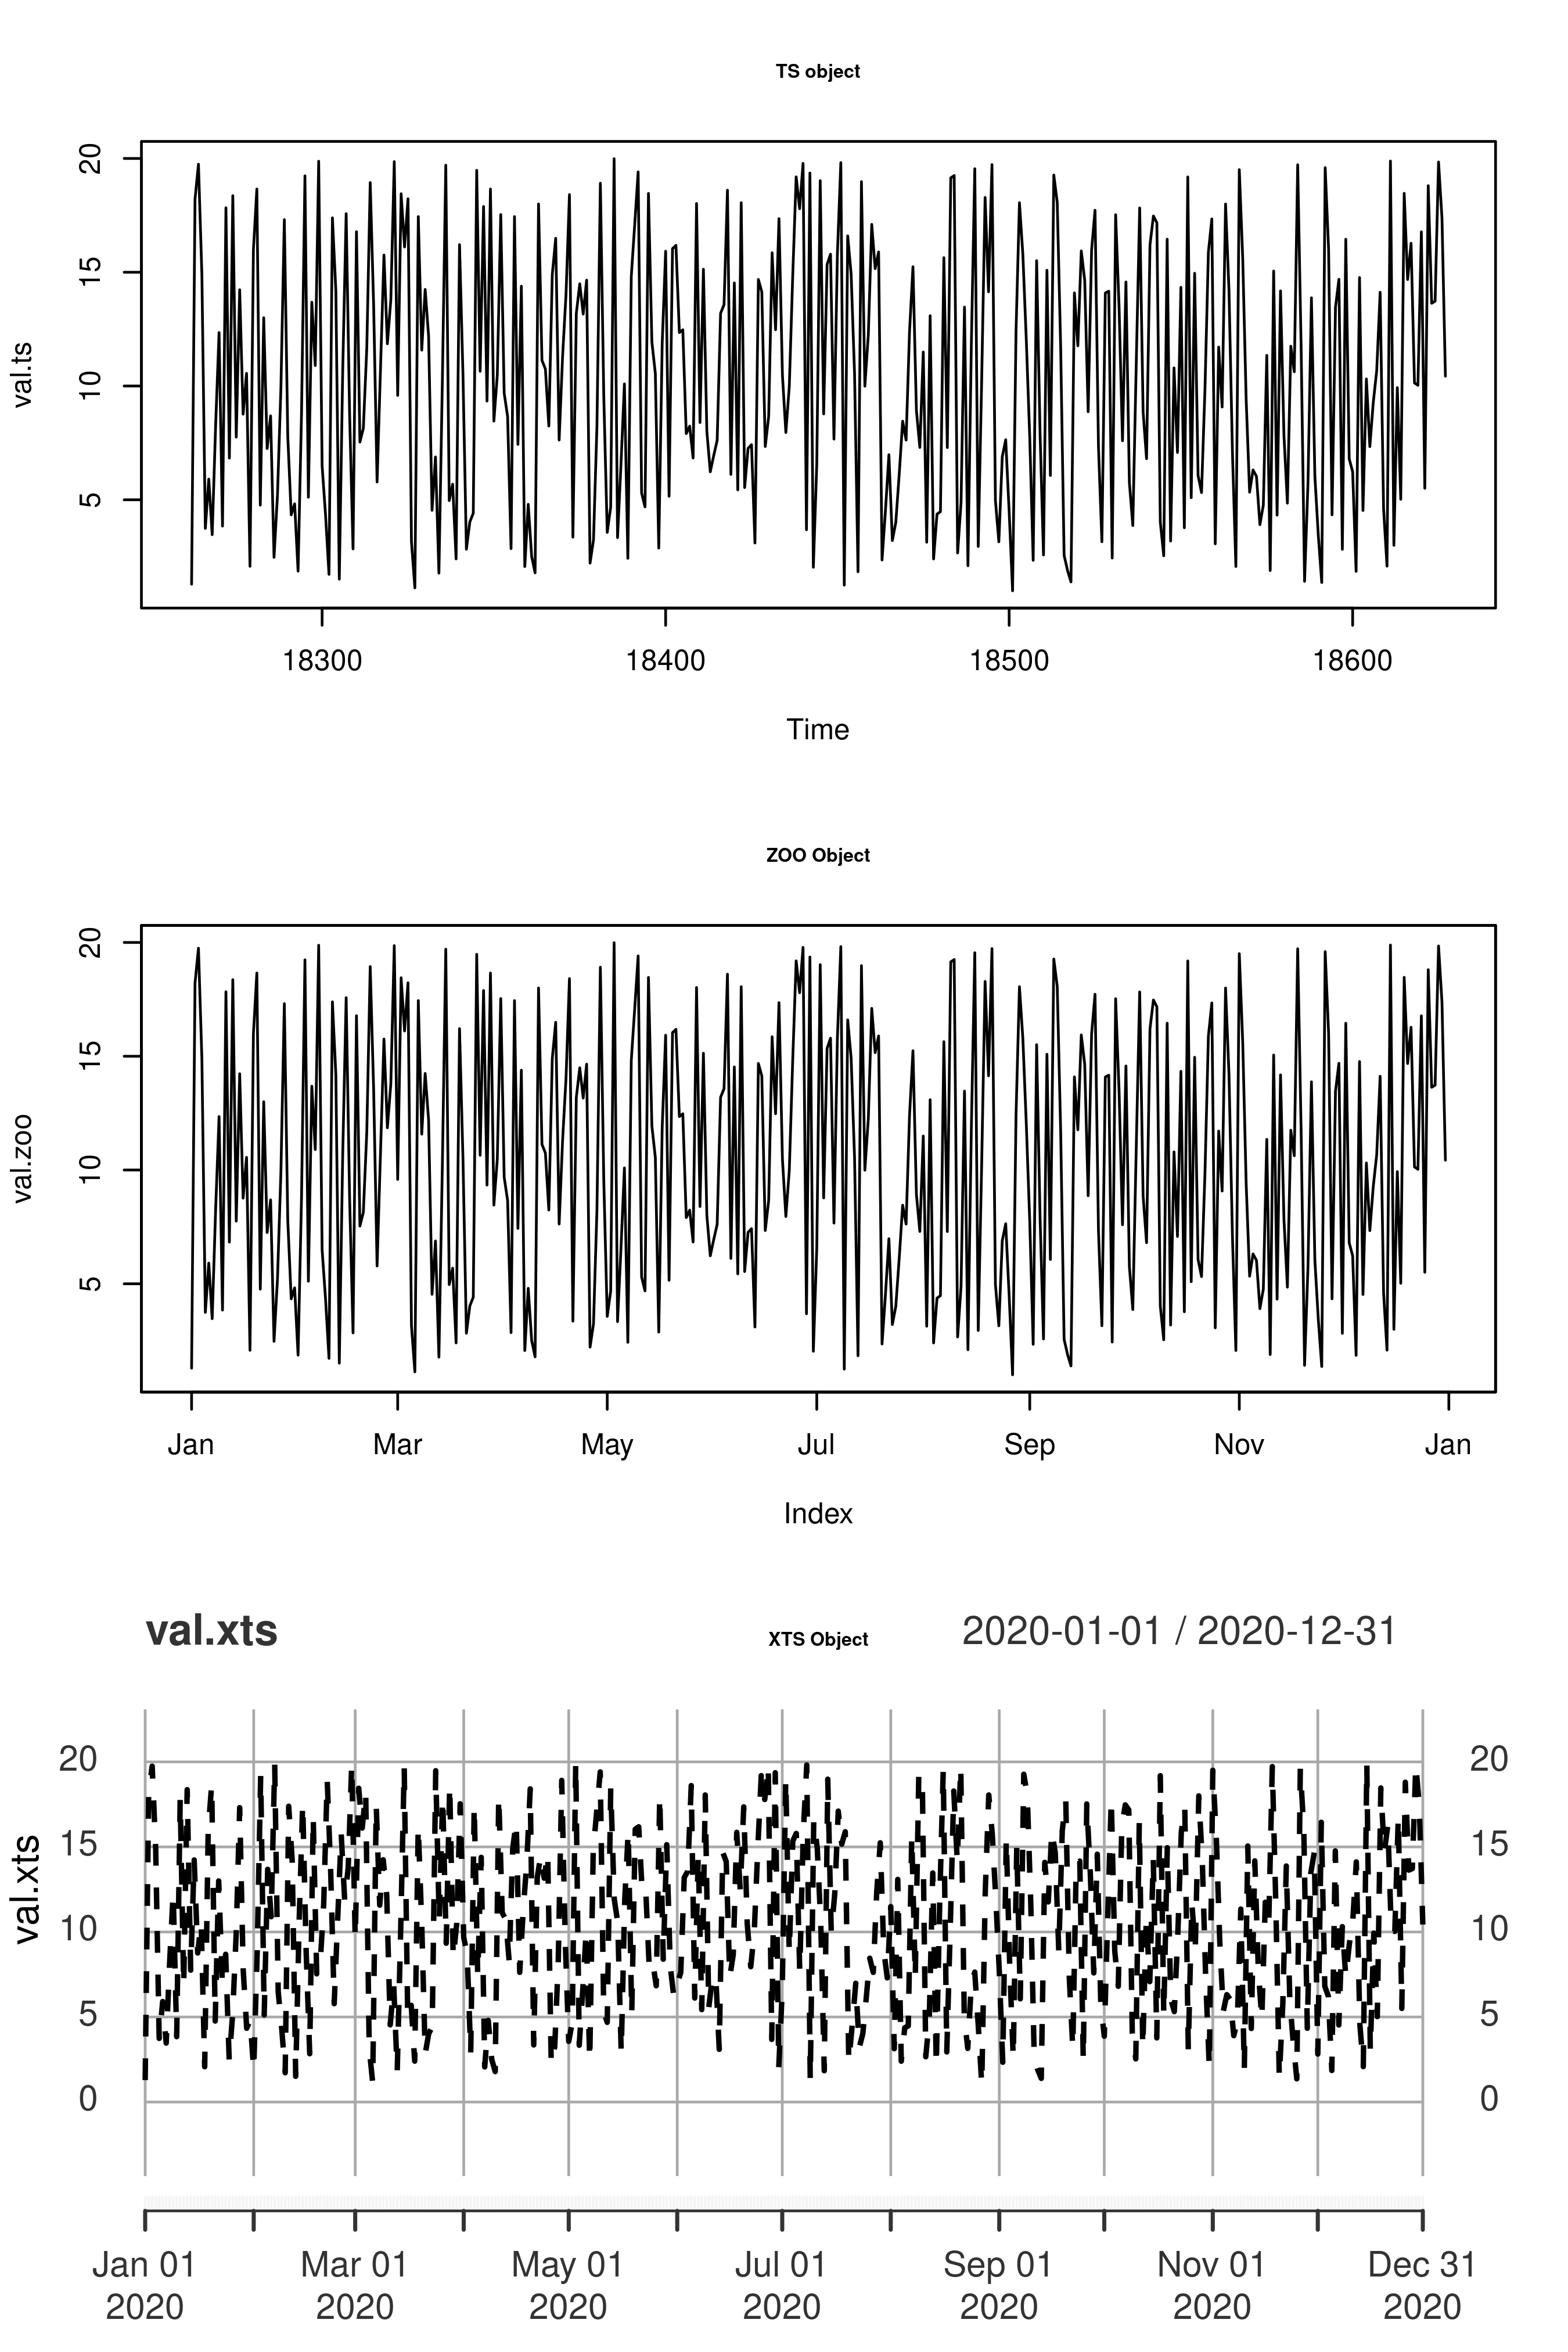 TS object
20
15
10
5
val.ts
18300 18400 18500 18600
Time
ZOO Object
20
15
10
5
val.zoo
Jan Mar May Jul Sep Nov Jan
Index
val.xts XTS Object 2020-01-01 / 2020-12-31
20 20
15 15
val.xts
10 10
5 5
0 0
Jan 01 Mar 01 May 01 Jul 01 Sep 01 Nov 01 Dec 31
2020 2020 2020 2020 2020 2020 2020